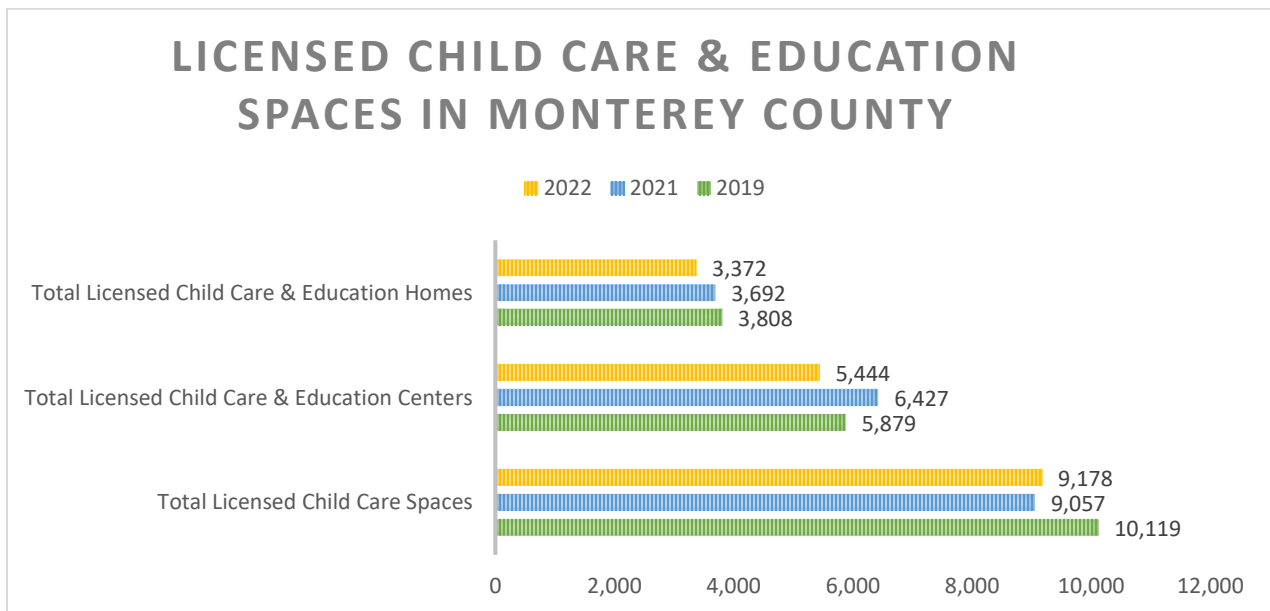 LICENSED CHILD CARE & EDUCATION
SPACES IN MONTEREY COUNTY
2022 2021 2019
Total Licensed Child Care & Education Homes
3,372
3,692
3,808
Total Licensed Child Care & Education Centers
5,444
6,427
5,879
Total Licensed Child Care Spaces
9,178
9,057
10,119
0 2,000 4,000 6,000 8,000 10,000 12,000